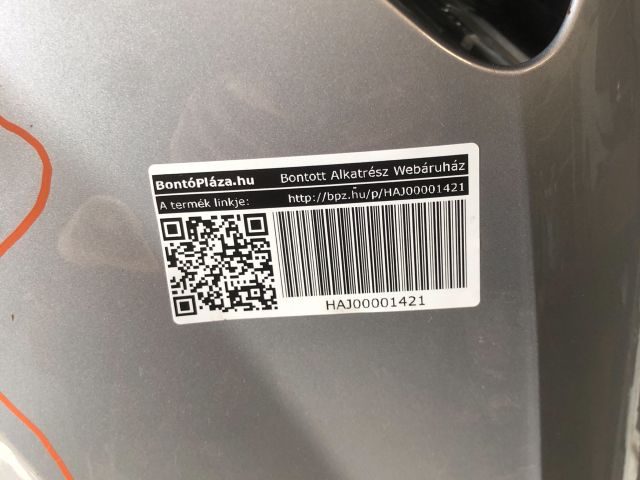 BontóPláza.hu Bontott Alkatrész Webáruház
A termék linkje: http://bpz.hu/p/HAJ00001421
HAJ00001421